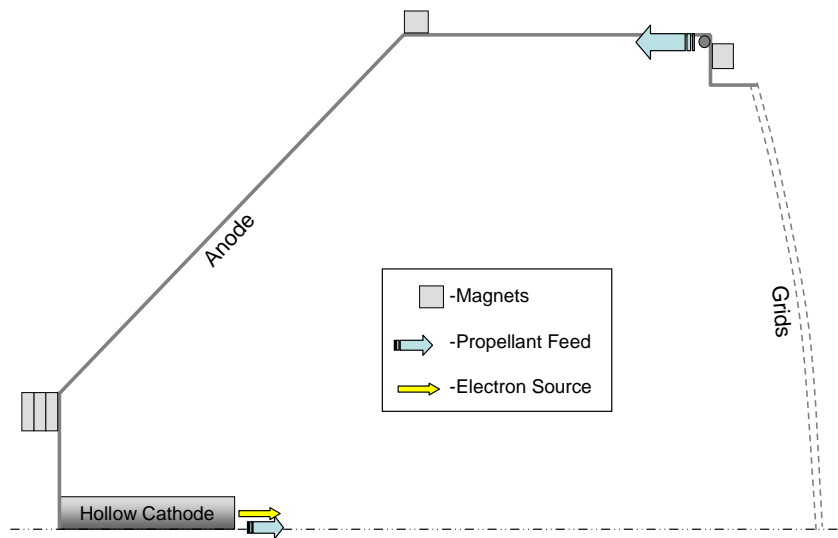 Anode
Grids
-Magnets
-Propellant Feed
-Electron Source
Hollow Cathode